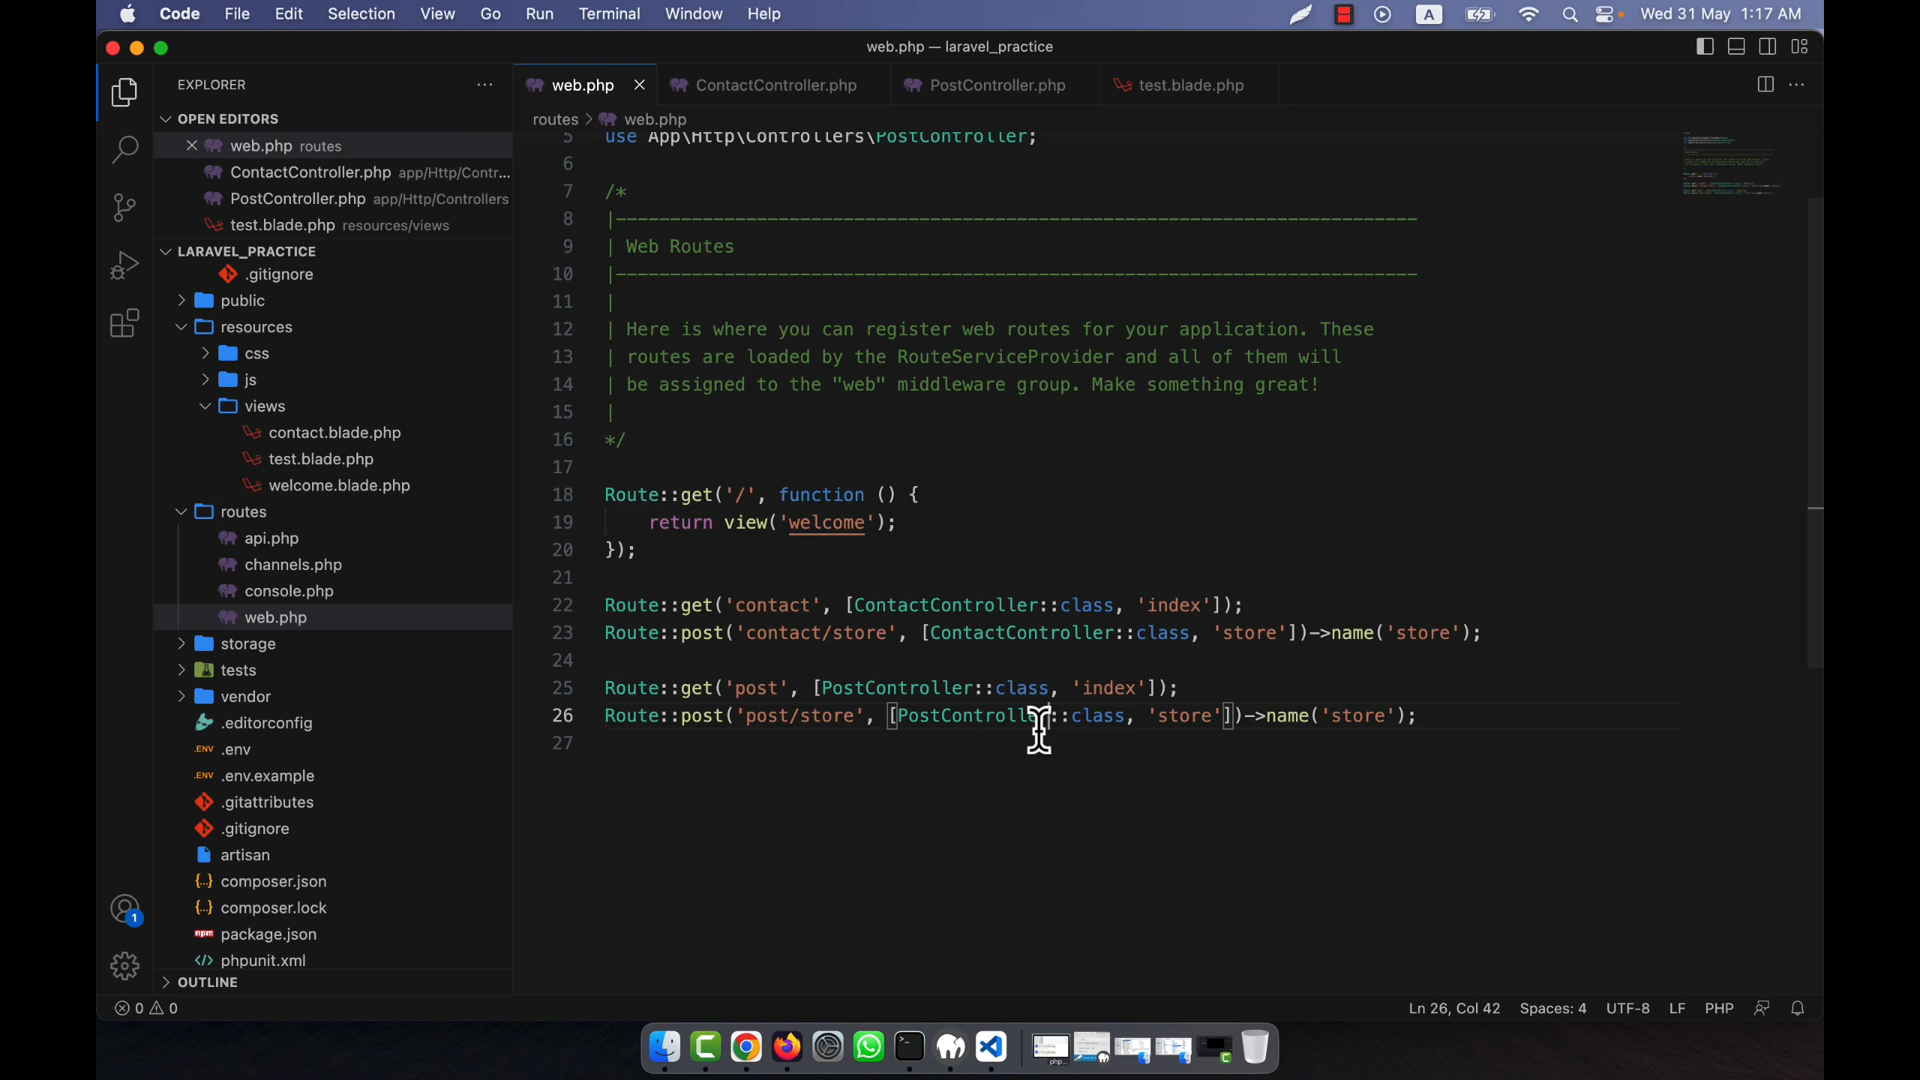 Code File Edit Selection View Go Run Terminal Window Help A Wed 31 May 1:17 AM
web.php — laravel_practice
EXPLORER
web.php ContactController.php PostController.php test.blade.php
OPEN EDITORS
routes > web.php
web.php routes
ContactController.php app/Http/Contr...
PostController.php app/Http/Controllers
test.blade.php resources/views
LARAVEL_PRACTICE
.gitignore
public
resources
css
js
views
contact.blade.php
test.blade.php
welcome.blade.php
routes
api.php
channels.php
console.php
web.php
storage
tests
vendor
.editorconfig
.ENV .env
.ENV .env.example
.gitattributes
.gitignore
artisan
{..} composer.json
{..} composer.lock
npm package.json
</> phpunit.xml
OUTLINE
1
5 use App\Http\Controllers\PostController;
6
7 /*
8 |--------------------------------------------------------------------------
9 | Web Routes
10 |--------------------------------------------------------------------------
11 |
12 | Here is where you can register web routes for your application. These
13 | routes are loaded by the RouteServiceProvider and all of them will
14 | be assigned to the "web" middleware group. Make something great!
15 |
16 */
17
18 Route::get('/', function () {
19 return view('welcome');
20 });
21
22 Route::get('contact', [ContactController::class, 'index']);
23 Route::post('contact/store', [ContactController::class, 'store'])->name('store');
24
25 Route::get('post', [PostController::class, 'index']);
26 Route::post('post/store', [PostController::class, 'store'])->name('store');
27
0 0 Ln 26, Col 42 Spaces: 4 UTF-8 LF PHP